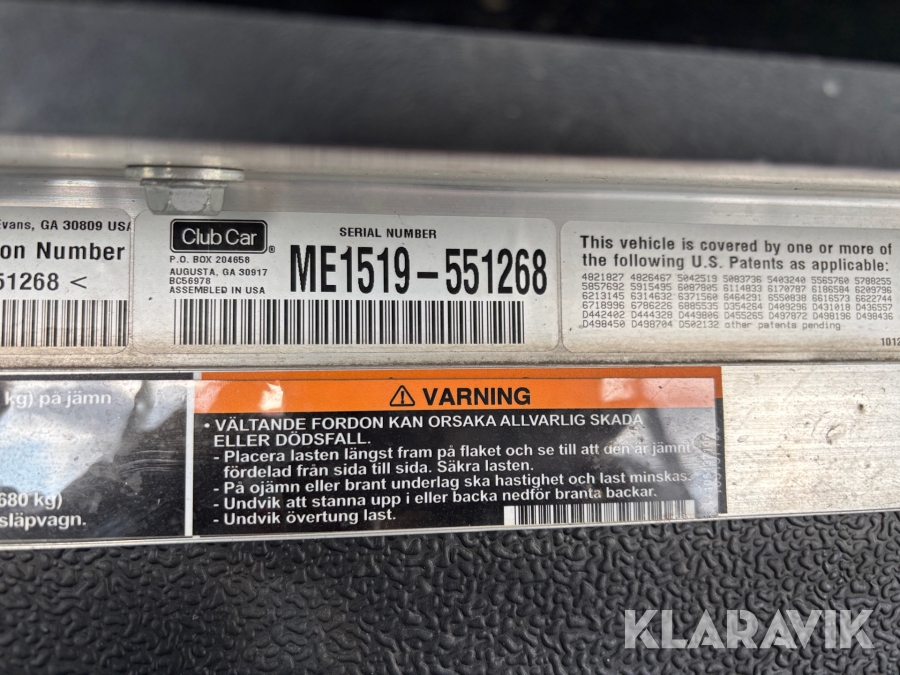 Evans, GA 30809 USA
on Number
51268 <
Club Car
P.O. BOX 204658
AUGUSTA, GA 30917
BC56978
ASSEMBLED IN USA
SERIAL NUMBER
ME1519-551268
This vehicle is covered by one or more of
the following U.S. Patents as applicable:
4821827 4826467 5042519 5083736 5403240 5565760 5788255
5857692 5915495 6087805 6114833 6170787 6186584 6209796
6213145 6314632 6371560 6464291 6550838 6616573 6622744
6718996 6786226 6885535 D354264 D409296 D431018 D436557
D442402 D444328 D449806 D455265 D497872 D498196 D498436
D498450 D498704 D502132 other patents pending
1012
kg) på jämn
680 kg)
släpvagn.
⚠ VARNING
• VÄLTANDE FORDON KAN ORSAKA ALLVARLIG SKADA
ELLER DÖDSFALL.
- Placera lasten längst fram på flaket och se till att den är jämnt
fördelad från sida till sida. Säkra lasten.
- På ojämn eller brant underlag ska hastighet och last minskas.
- Undvik att stanna upp i eller backa nedför branta backar.
- Undvik övertung last.
KLARAVIK